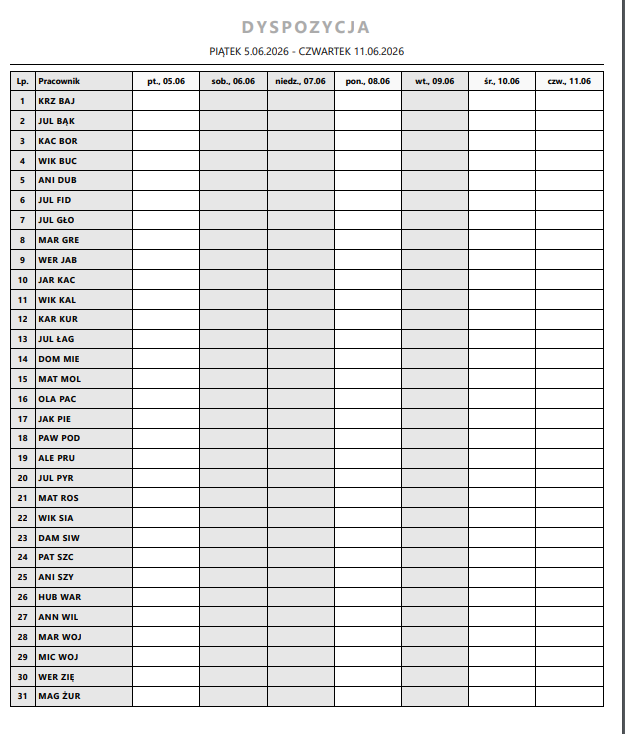 DYSPOZYCJA
PIĄTEK 5.06.2026 - CZWARTEK 11.06.2026
Lp. Pracownik pt., 05.06 sob., 06.06 niedz., 07.06 pon., 08.06 wt., 09.06 śr., 10.06 czw., 11.06
1 KRZ BAJ
2 JUL BĄK
3 KAC BOR
4 WIK BUC
5 ANI DUB
6 JUL FID
7 JUL GŁO
8 MAR GRE
9 WER JAB
10 JAR KAC
11 WIK KAL
12 KAR KUR
13 JUL ŁAG
14 DOM MIE
15 MAT MOL
16 OLA PAC
17 JAK PIE
18 PAW POD
19 ALE PRU
20 JUL PYR
21 MAT ROS
22 WIK SIA
23 DAM SIW
24 PAT SZC
25 ANI SZY
26 HUB WAR
27 ANN WIL
28 MAR WOJ
29 MIC WOJ
30 WER ZIĘ
31 MAG ŻUR